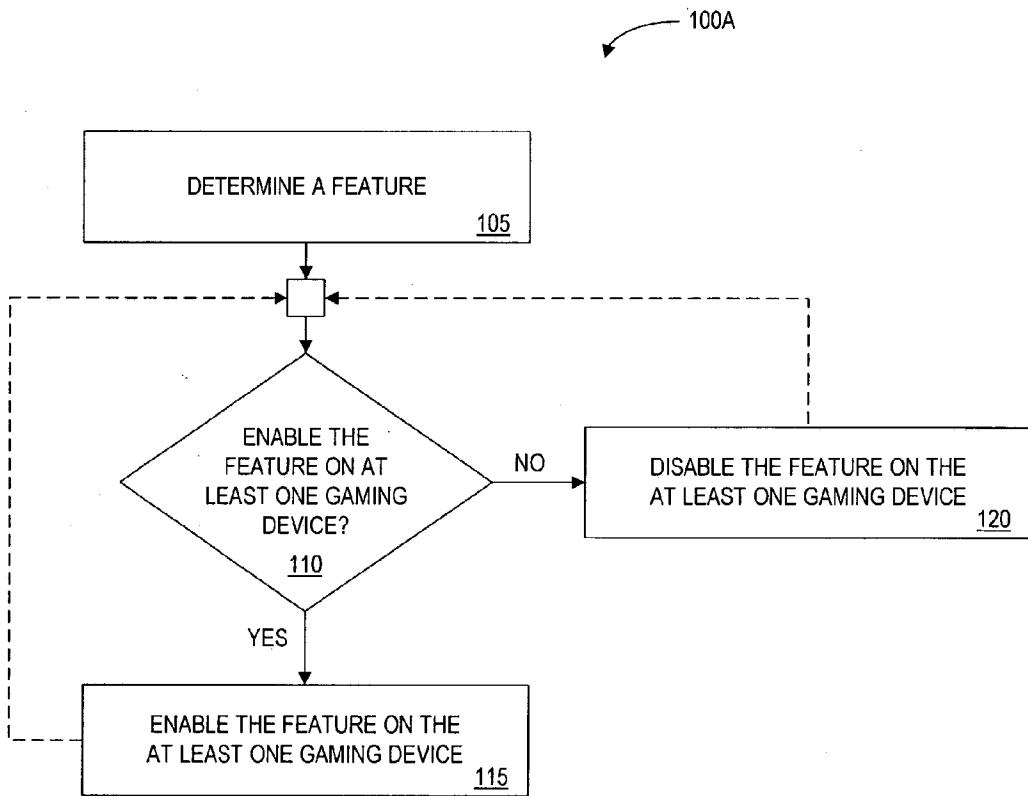 100A
DETERMINE A FEATURE
105
ENABLE THE
FEATURE ON AT
LEAST ONE GAMING
DEVICE?
110
NO
DISABLE THE FEATURE ON THE
AT LEAST ONE GAMING DEVICE
120
YES
ENABLE THE FEATURE ON THE
AT LEAST ONE GAMING DEVICE
115